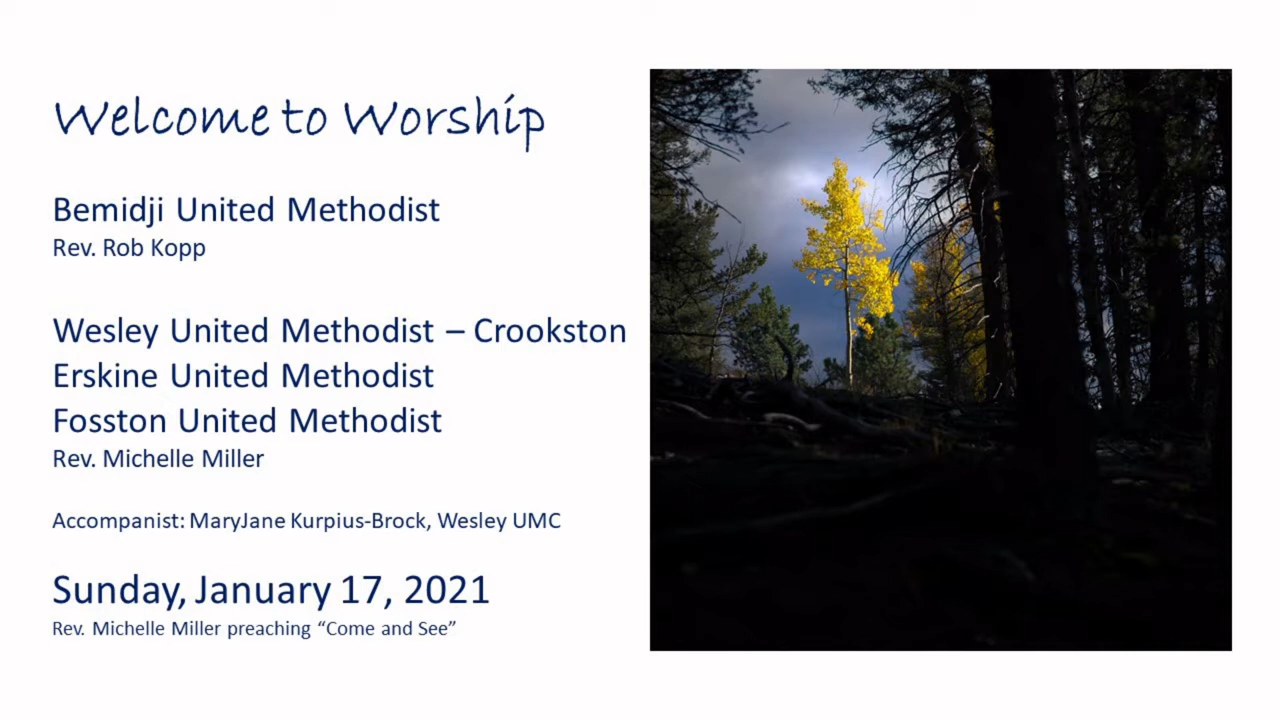 Welcome to Worship
Bemidji United Methodist
Rev. Rob Kopp
Wesley United Methodist – Crookston
Erskine United Methodist
Fosston United Methodist
Rev. Michelle Miller
Accompanist: MaryJane Kurpius-Brock, Wesley UMC
Sunday, January 17, 2021
Rev. Michelle Miller preaching “Come and See”